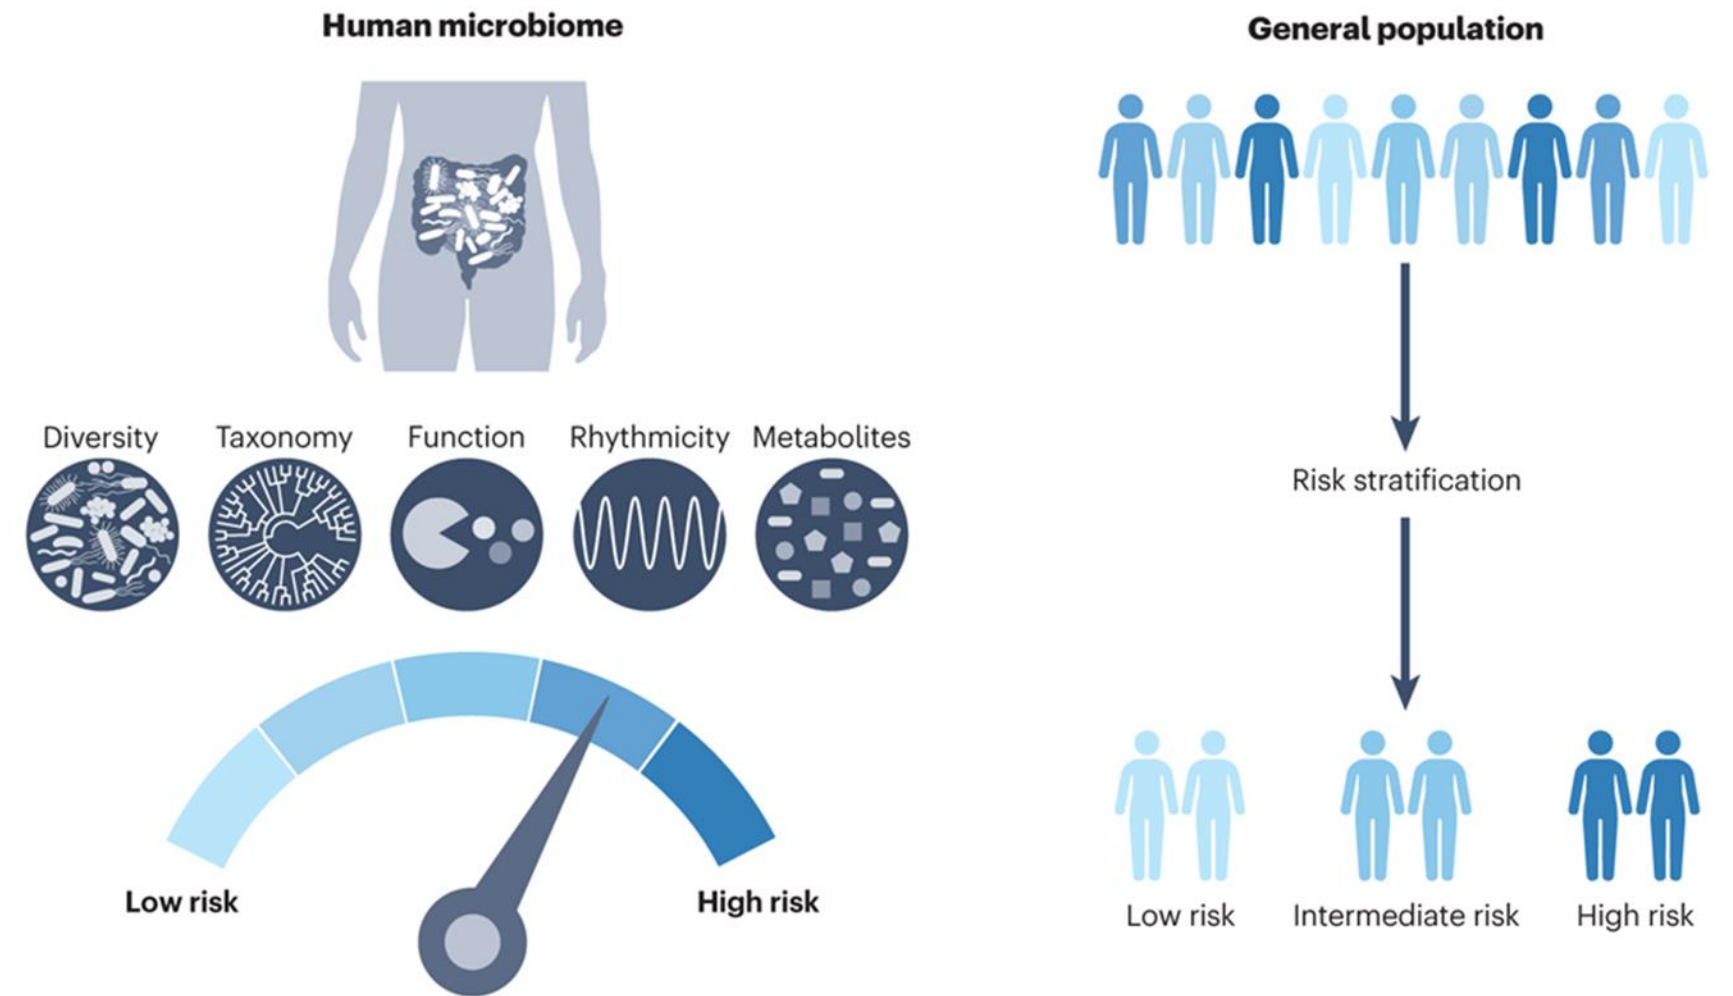 Human microbiome
Diversity
Taxonomy
Function
Rhythmicity
Metabolites
Low risk
High risk
General population
Risk stratification
Low risk
Intermediate risk
High risk